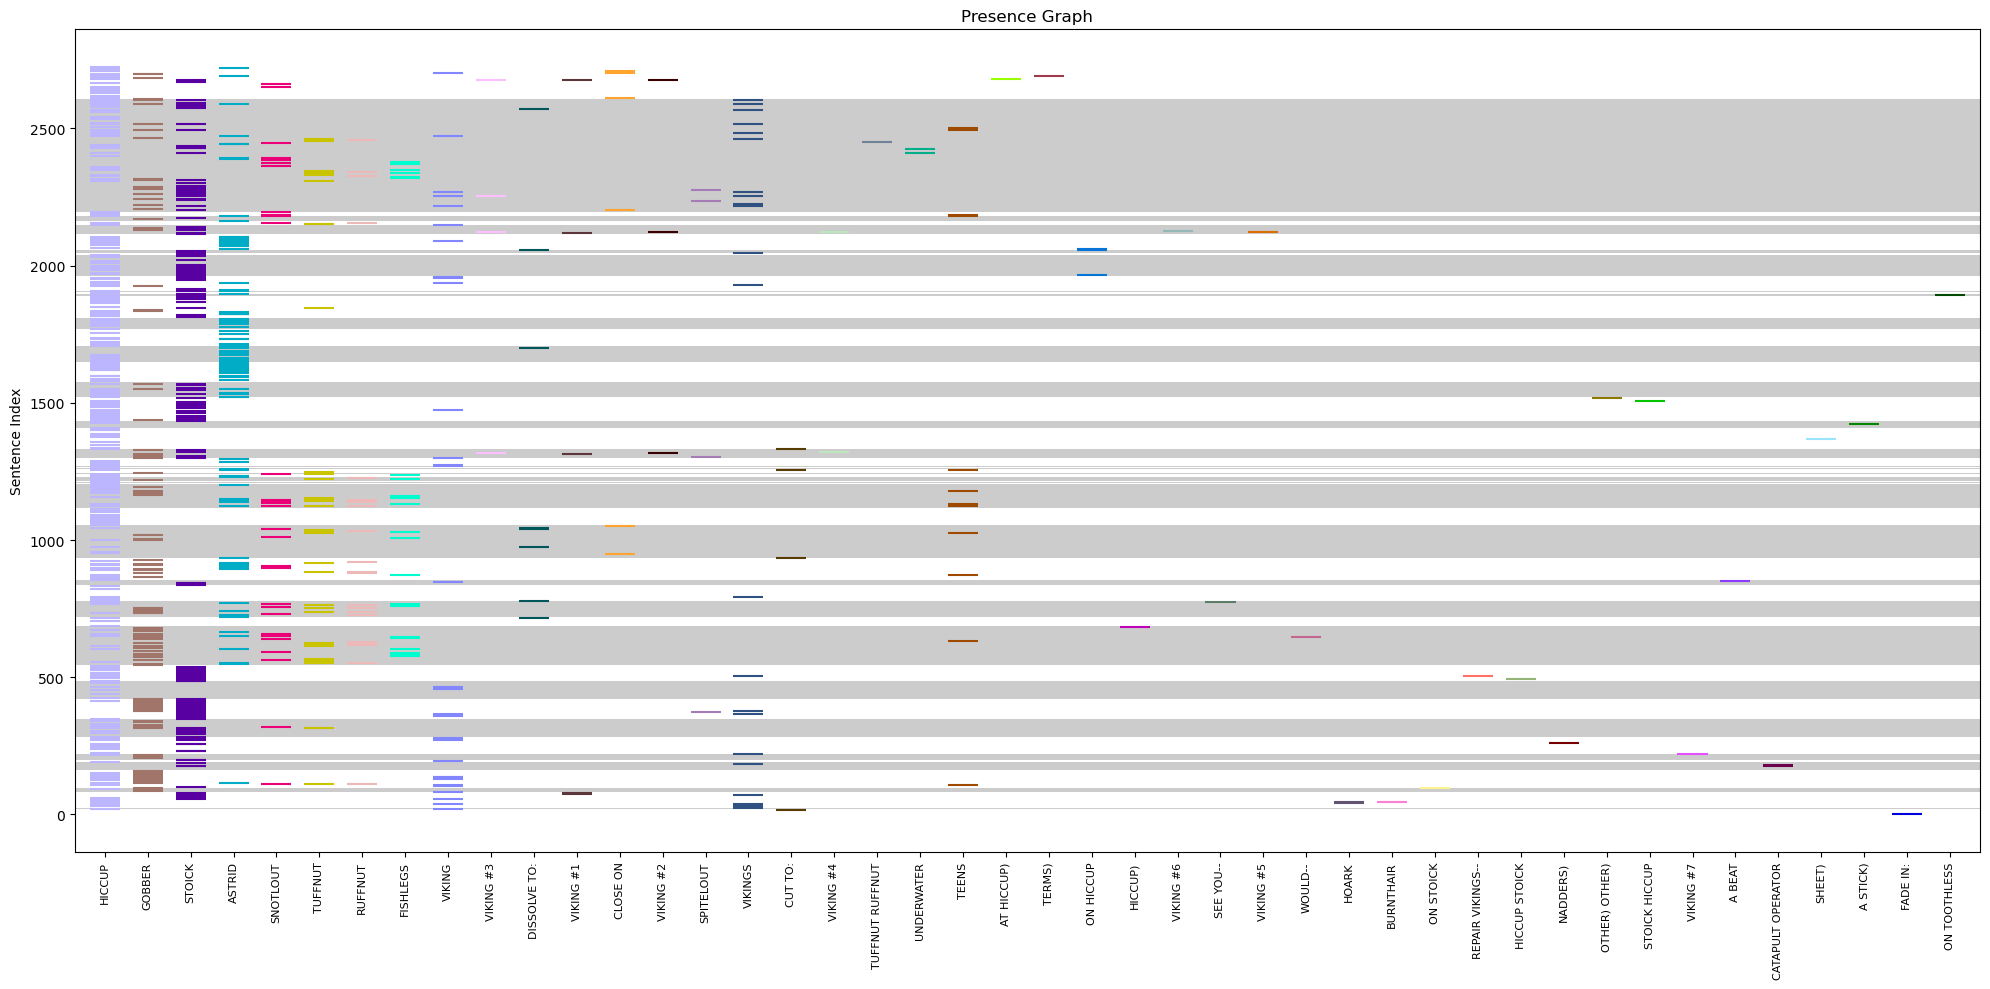 Presence Graph
Sentence Index
2500
2000
1500
1000
500
0
HICCUP
GOBBER
STOICK
ASTRID
SNOTLOUT
TUFFNUT
RUFFNUT
FISHLEGS
VIKING
VIKING #3
DISSOLVE TO:
VIKING #1
CLOSE ON
VIKING #2
SPITELOUT
VIKINGS
CUT TO:
VIKING #4
TUFFNUT RUFFNUT
UNDERWATER
TEENS
AT HICCUP)
TERMS)
ON HICCUP
HICCUP)
VIKING #6
SEE YOU--
VIKING #5
WOULD--
HOARK
BURNTHAIR
ON STOICK
REPAIR VIKINGS--
HICCUP STOICK
NADDERS)
OTHER) OTHER)
STOICK HICCUP
VIKING #7
A BEAT
CATAPULT OPERATOR
SHEET)
A STICK)
FADE IN:
ON TOOTHLESS